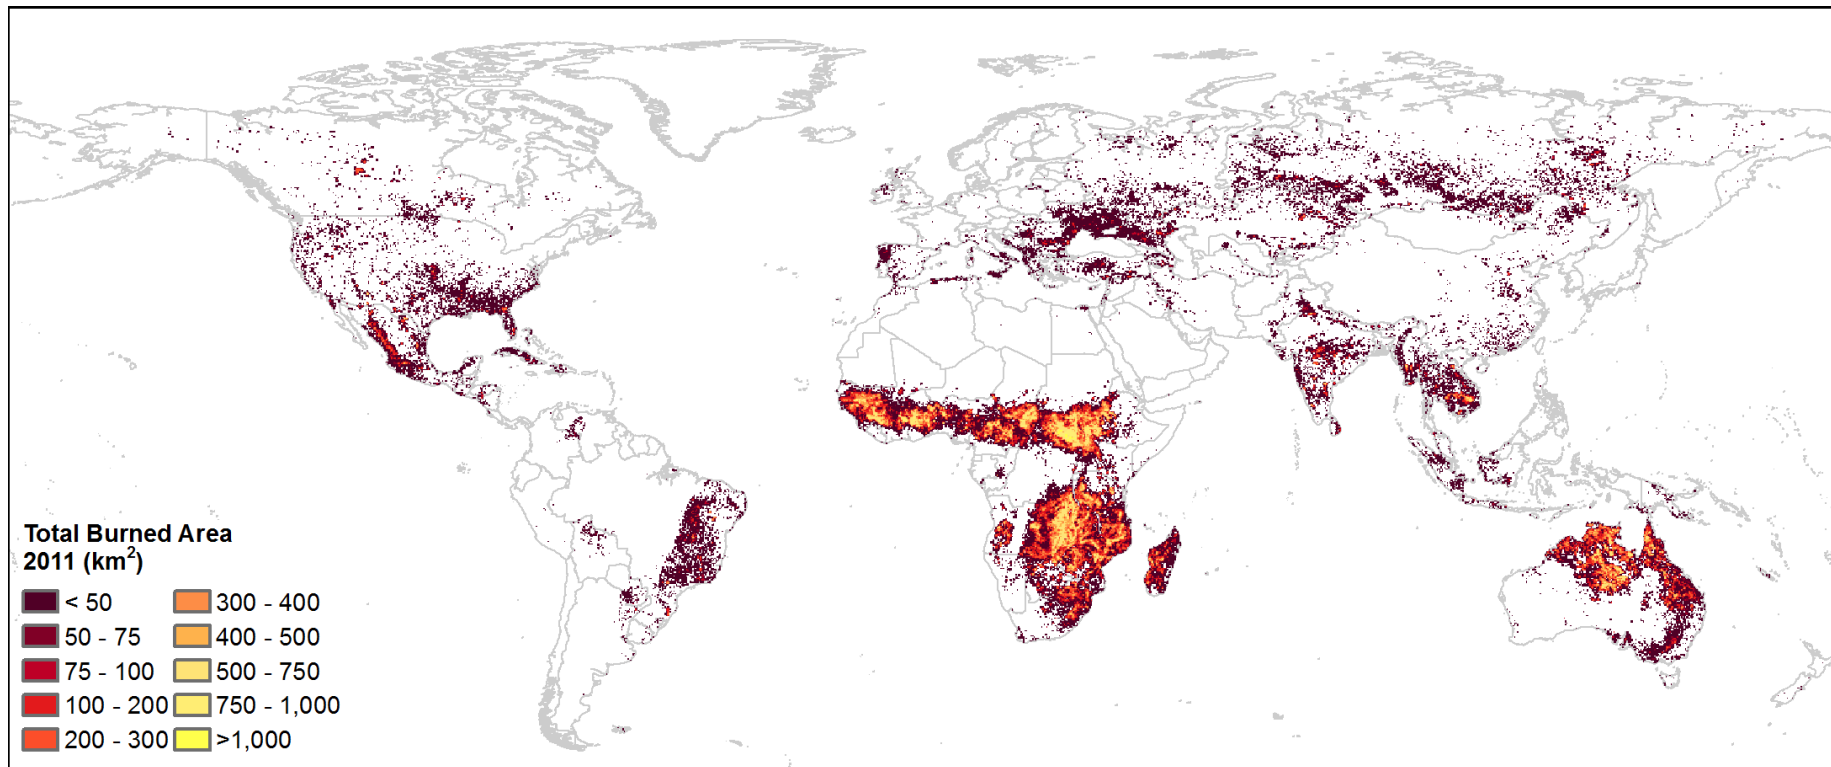 Total Burned Area
2011 (km²)
< 50
50 - 75
75 - 100
100 - 200
200 - 300
300 - 400
400 - 500
500 - 750
750 - 1,000
>1,000